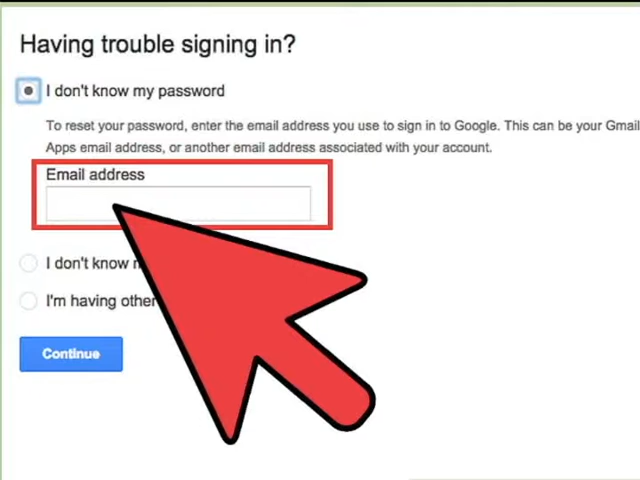 Having trouble signing in?
I don't know my password
To reset your password, enter the email address you use to sign in to Google. This can be your Gmail
Apps email address, or another email address associated with your account.
Email address
I don't know
I'm having other
Continue